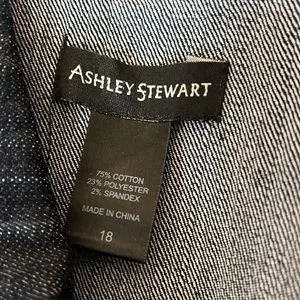 ASHLEY STEWART
75% COTTON
23% POLYESTER
2% SPANDEX
MADE IN CHINA
18